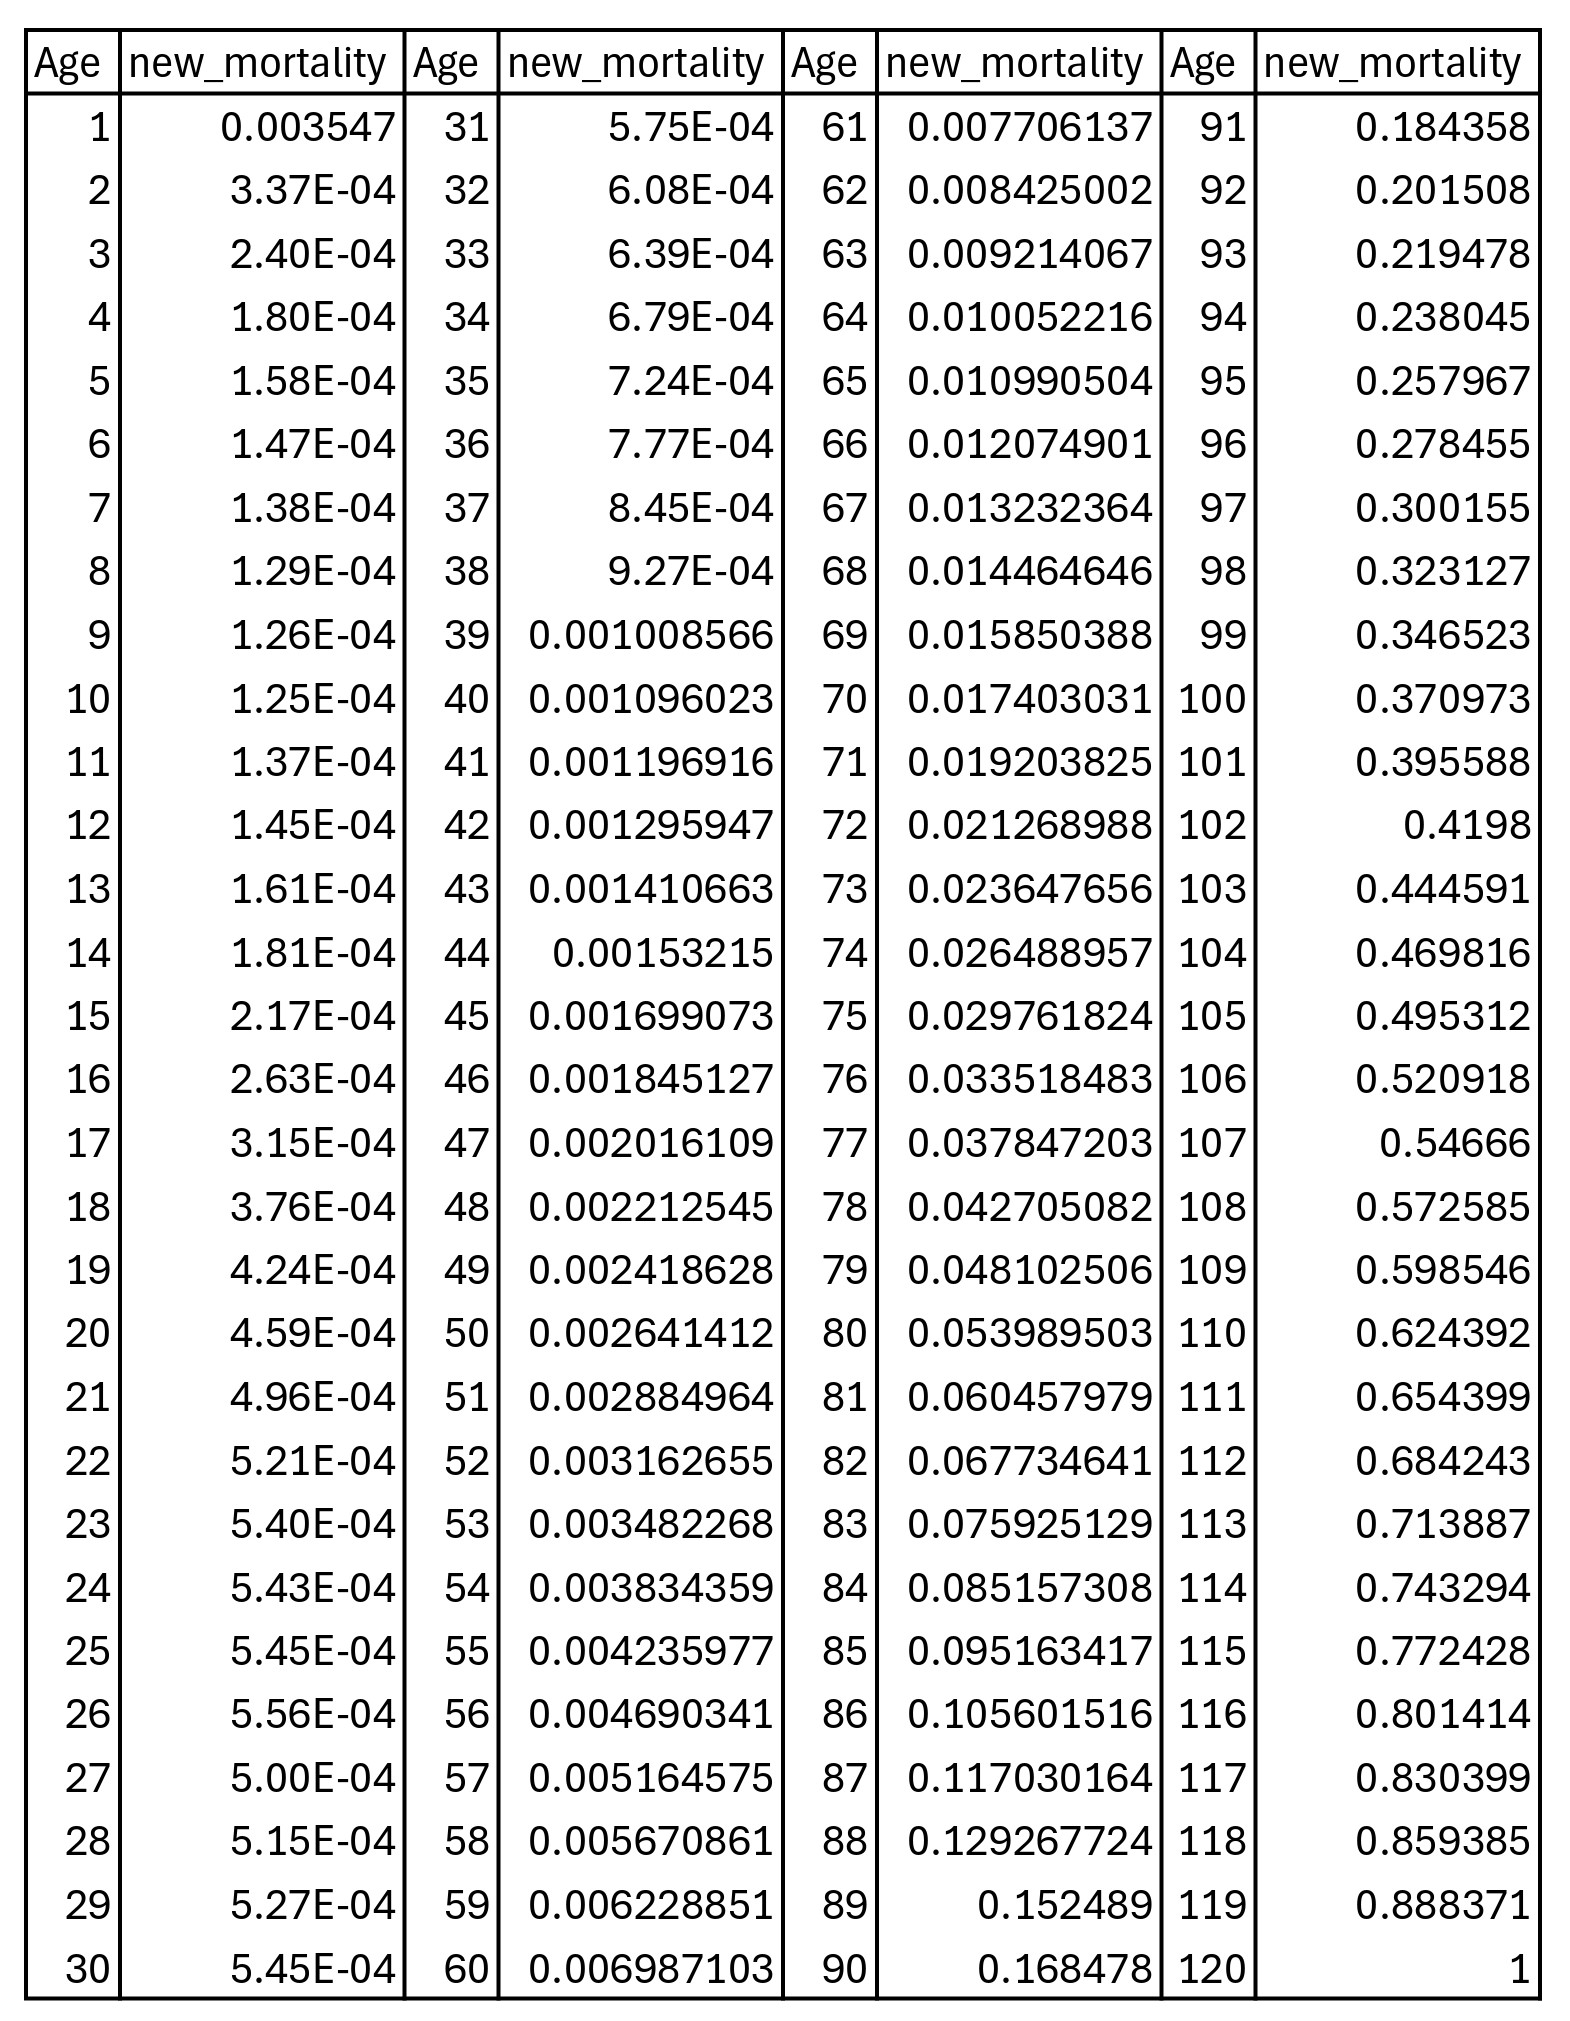 Age new_mortality Age new_mortality Age new_mortality Age new_mortality
1 0.003547 31 5.75E-04 61 0.007706137 91 0.184358
2 3.37E-04 32 6.08E-04 62 0.008425002 92 0.201508
3 2.40E-04 33 6.39E-04 63 0.009214067 93 0.219478
4 1.80E-04 34 6.79E-04 64 0.010052216 94 0.238045
5 1.58E-04 35 7.24E-04 65 0.010990504 95 0.257967
6 1.47E-04 36 7.77E-04 66 0.012074901 96 0.278455
7 1.38E-04 37 8.45E-04 67 0.013232364 97 0.300155
8 1.29E-04 38 9.27E-04 68 0.014464646 98 0.323127
9 1.26E-04 39 0.001008566 69 0.015850388 99 0.346523
10 1.25E-04 40 0.001096023 70 0.017403031 100 0.370973
11 1.37E-04 41 0.001196916 71 0.019203825 101 0.395588
12 1.45E-04 42 0.001295947 72 0.021268988 102 0.4198
13 1.61E-04 43 0.001410663 73 0.023647656 103 0.444591
14 1.81E-04 44 0.00153215 74 0.026488957 104 0.469816
15 2.17E-04 45 0.001699073 75 0.029761824 105 0.495312
16 2.63E-04 46 0.001845127 76 0.033518483 106 0.520918
17 3.15E-04 47 0.002016109 77 0.037847203 107 0.54666
18 3.76E-04 48 0.002212545 78 0.042705082 108 0.572585
19 4.24E-04 49 0.002418628 79 0.048102506 109 0.598546
20 4.59E-04 50 0.002641412 80 0.053989503 110 0.624392
21 4.96E-04 51 0.002884964 81 0.060457979 111 0.654399
22 5.21E-04 52 0.003162655 82 0.067734641 112 0.684243
23 5.40E-04 53 0.003482268 83 0.075925129 113 0.713887
24 5.43E-04 54 0.003834359 84 0.085157308 114 0.743294
25 5.45E-04 55 0.004235977 85 0.095163417 115 0.772428
26 5.56E-04 56 0.004690341 86 0.105601516 116 0.801414
27 5.00E-04 57 0.005164575 87 0.117030164 117 0.830399
28 5.15E-04 58 0.005670861 88 0.129267724 118 0.859385
29 5.27E-04 59 0.006228851 89 0.152489 119 0.888371
30 5.45E-04 60 0.006987103 90 0.168478 120 1